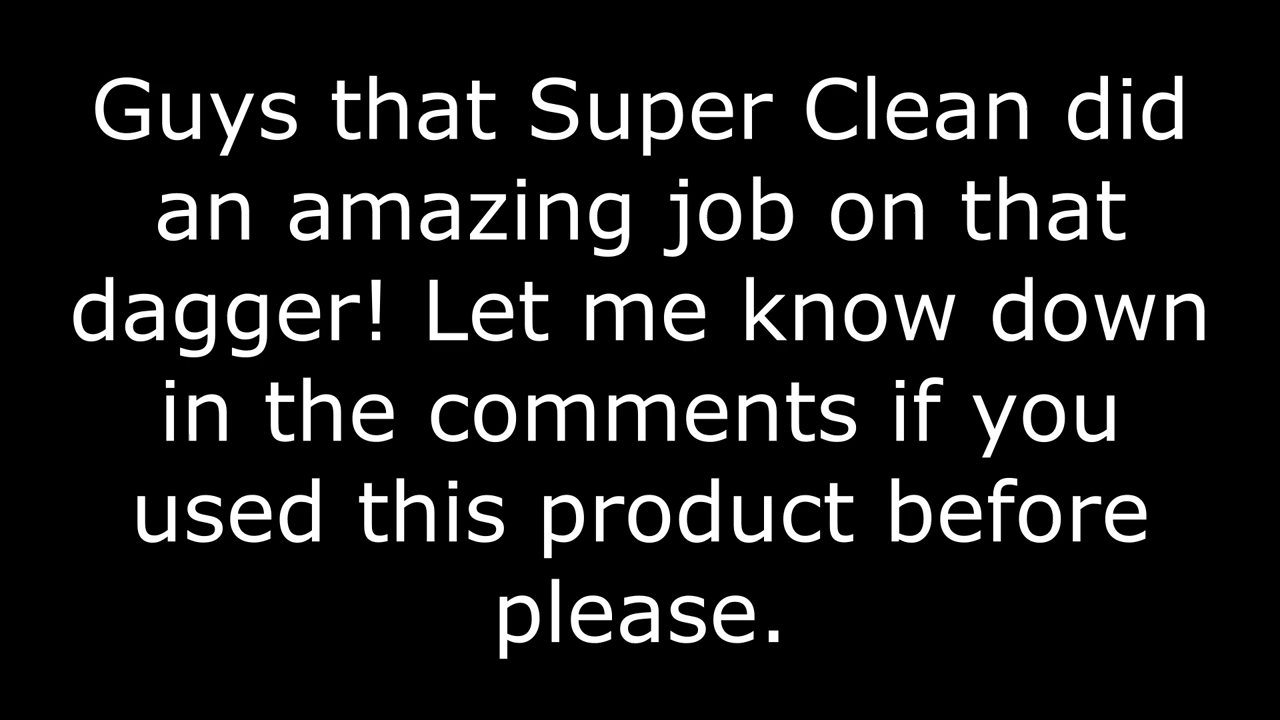 Guys that Super Clean did
an amazing job on that
dagger! Let me know down
in the comments if you
used this product before
please.